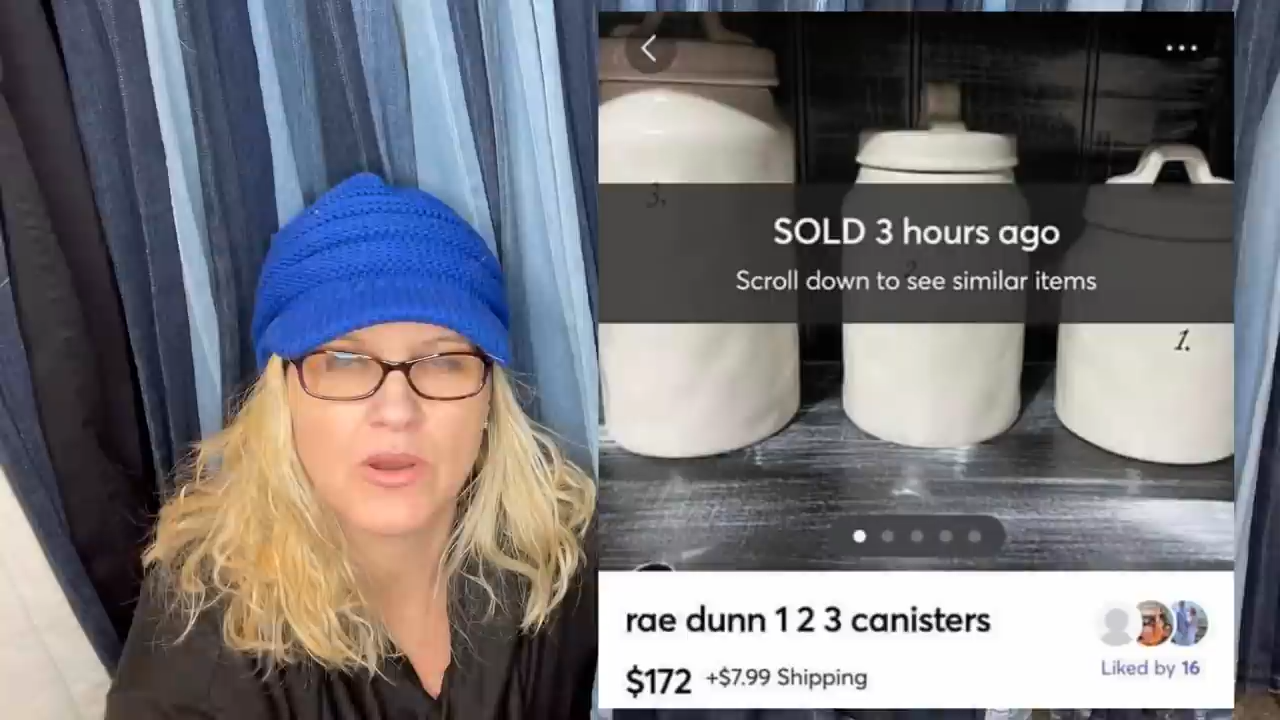 3.
SOLD 3 hours ago
2.
Scroll down to see similar items
1.
rae dunn 1 2 3 canisters
$172 +$7.99 Shipping
Liked by 16